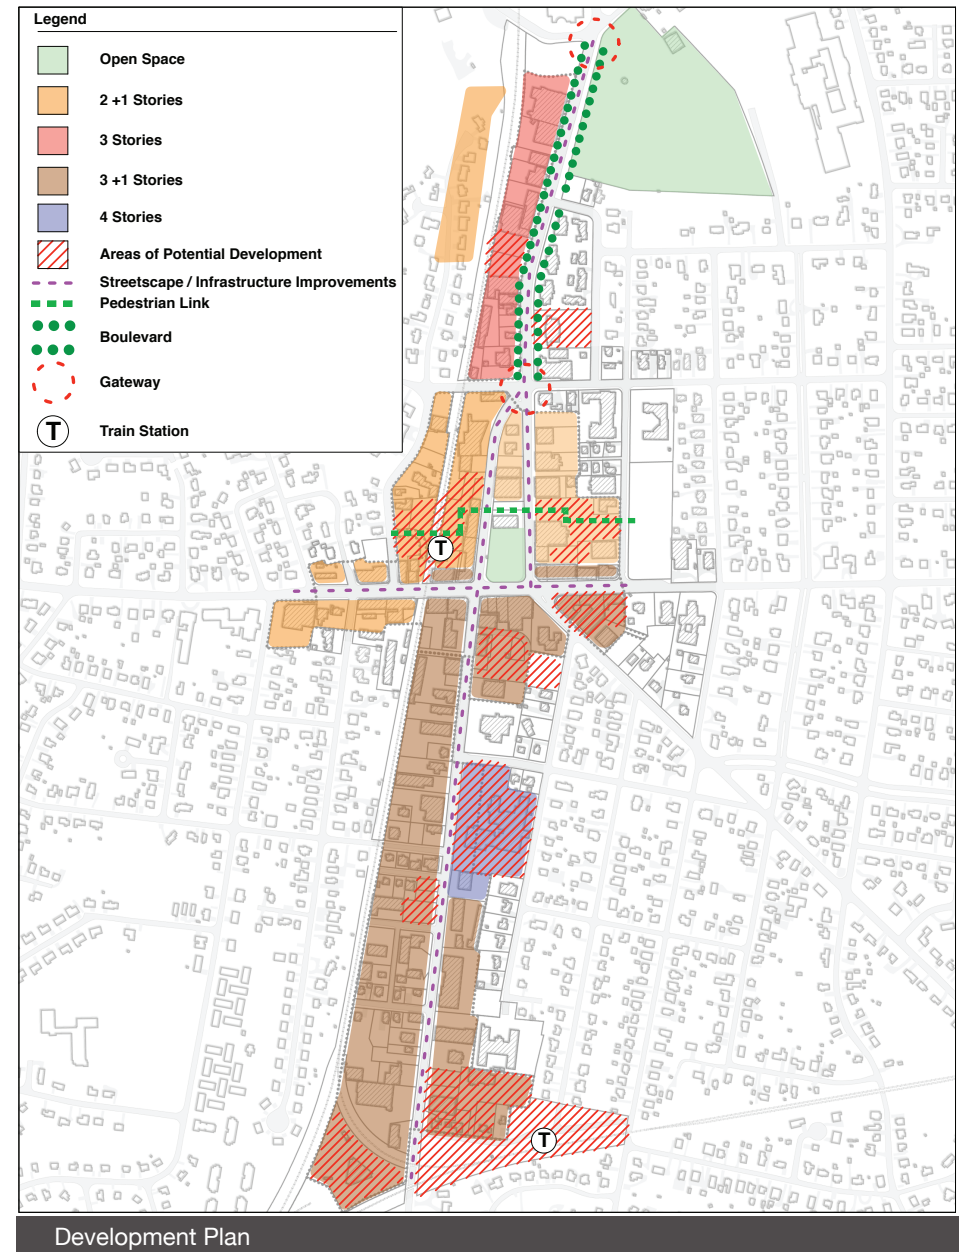 Legend
Open Space
2 +1 Stories
3 Stories
3 +1 Stories
4 Stories
Areas of Potential Development
Streetscape / Infrastructure Improvements
Pedestrian Link
Boulevard
Gateway
T Train Station
T
T
Development Plan